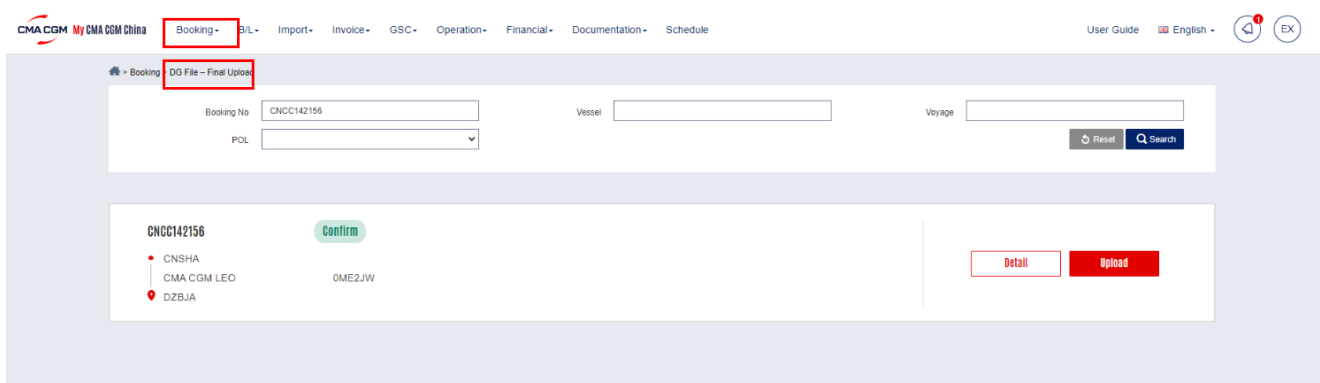 CMA CGM My CMA CGM China Booking B/L Import Invoice GSC Operation Financial Documentation Schedule User Guide English 1 EX
> Booking > DG File – Final Upload
Booking No CNCC142156 Vessel Voyage
POL Reset Search
CNCC142156 Confirm
CNSHA
CMA CGM LEO 0ME2JW
DZBJA
Detail Upload